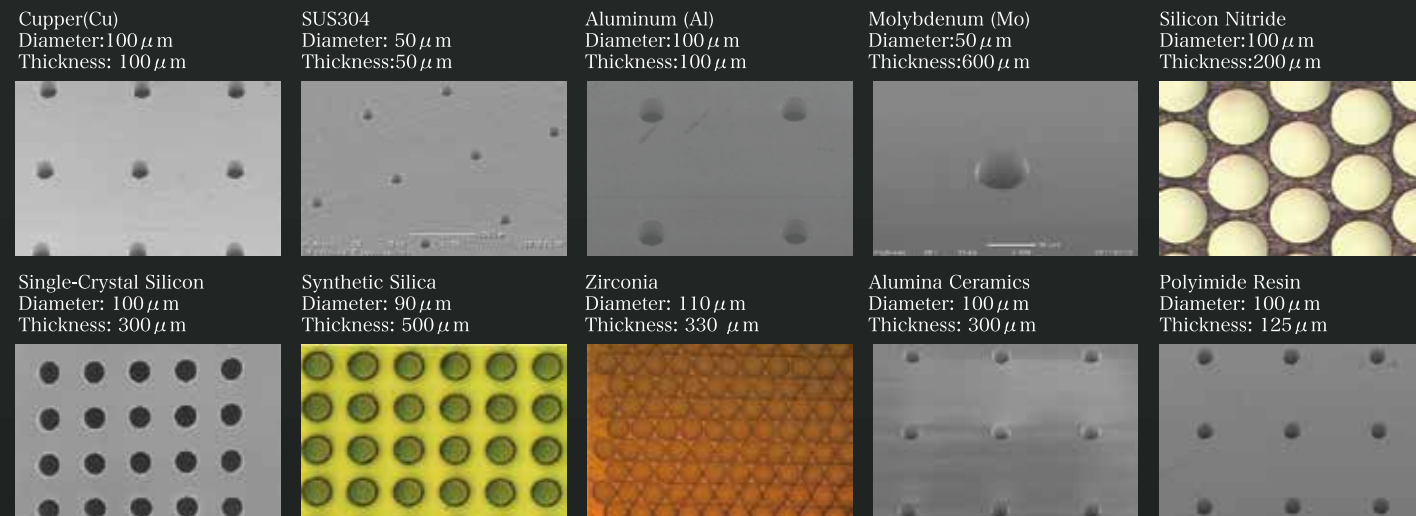 Cupper(Cu)
Diameter:100μm
Thickness: 100μm
SUS304
Diameter: 50μm
Thickness:50μm
Aluminum (Al)
Diameter:100μm
Thickness:100μm
Molybdenum (Mo)
Diameter:50μm
Thickness:600μm
Silicon Nitride
Diameter:100μm
Thickness:200μm
Single-Crystal Silicon
Diameter: 100μm
Thickness: 300μm
Synthetic Silica
Diameter: 90μm
Thickness: 500μm
Zirconia
Diameter: 110μm
Thickness: 330 μm
Alumina Ceramics
Diameter: 100μm
Thickness: 300μm
Polyimide Resin
Diameter: 100μm
Thickness: 125μm